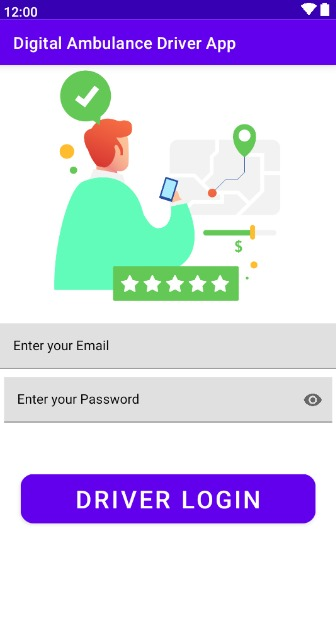 12:00
Digital Ambulance Driver App
$
Enter your Email
Enter your Password
DRIVER LOGIN